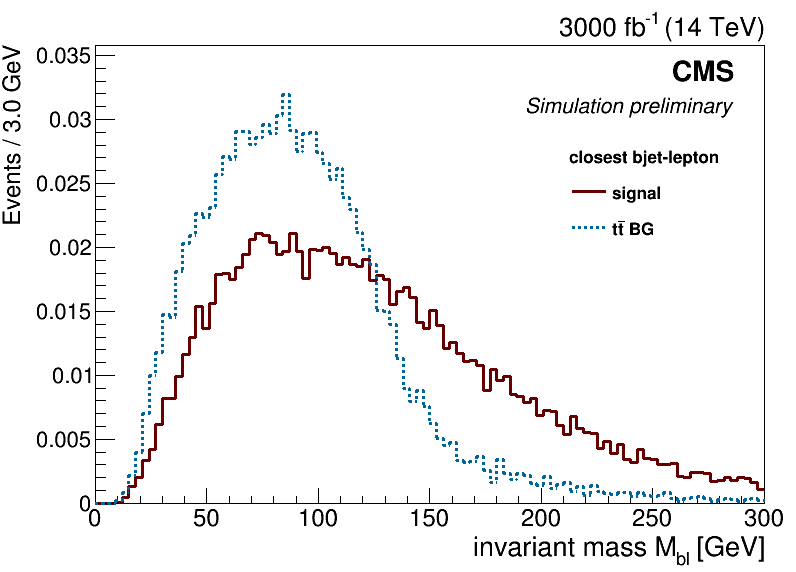 3000 fb⁻¹ (14 TeV)
CMS
Simulation preliminary
closest bjet-lepton
signal
tt̄ BG
Events / 3.0 GeV
0.035
0.03
0.025
0.02
0.015
0.01
0.005
0
0 50 100 150 200 250 300
invariant mass M_bl [GeV]